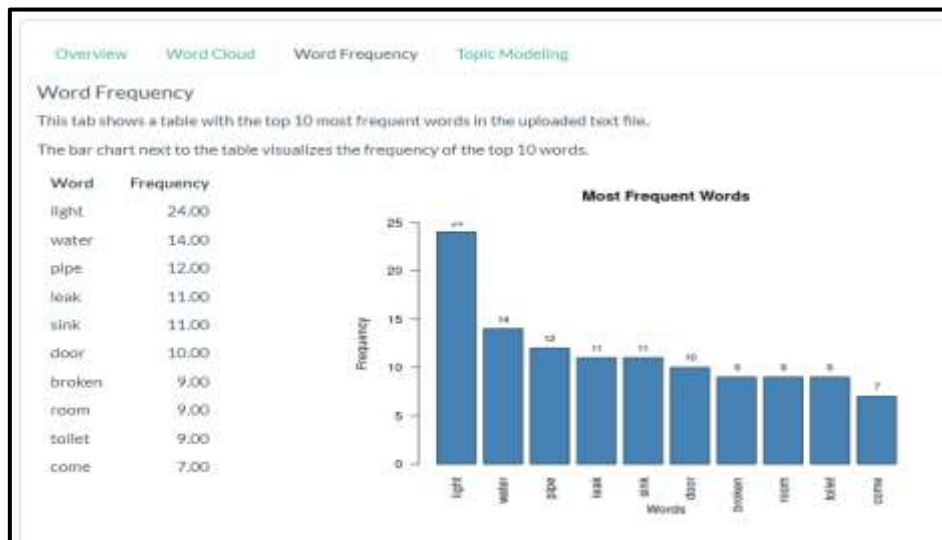 Overview Word Cloud Word Frequency Topic Modeling
Word Frequency
This tab shows a table with the top 10 most frequent words in the uploaded text file.
The bar chart next to the table visualizes the frequency of the top 10 words.
Word Frequency
light 24.00
water 14.00
pipe 12.00
leak 11.00
sink 11.00
door 10.00
broken 9.00
room 9.00
toilet 9.00
come 7.00
Most Frequent Words
Frequency
25
20
15
10
5
0
14
12
11
11
10
9
9
9
7
light water pipe leak sink door broken room toilet come
Words